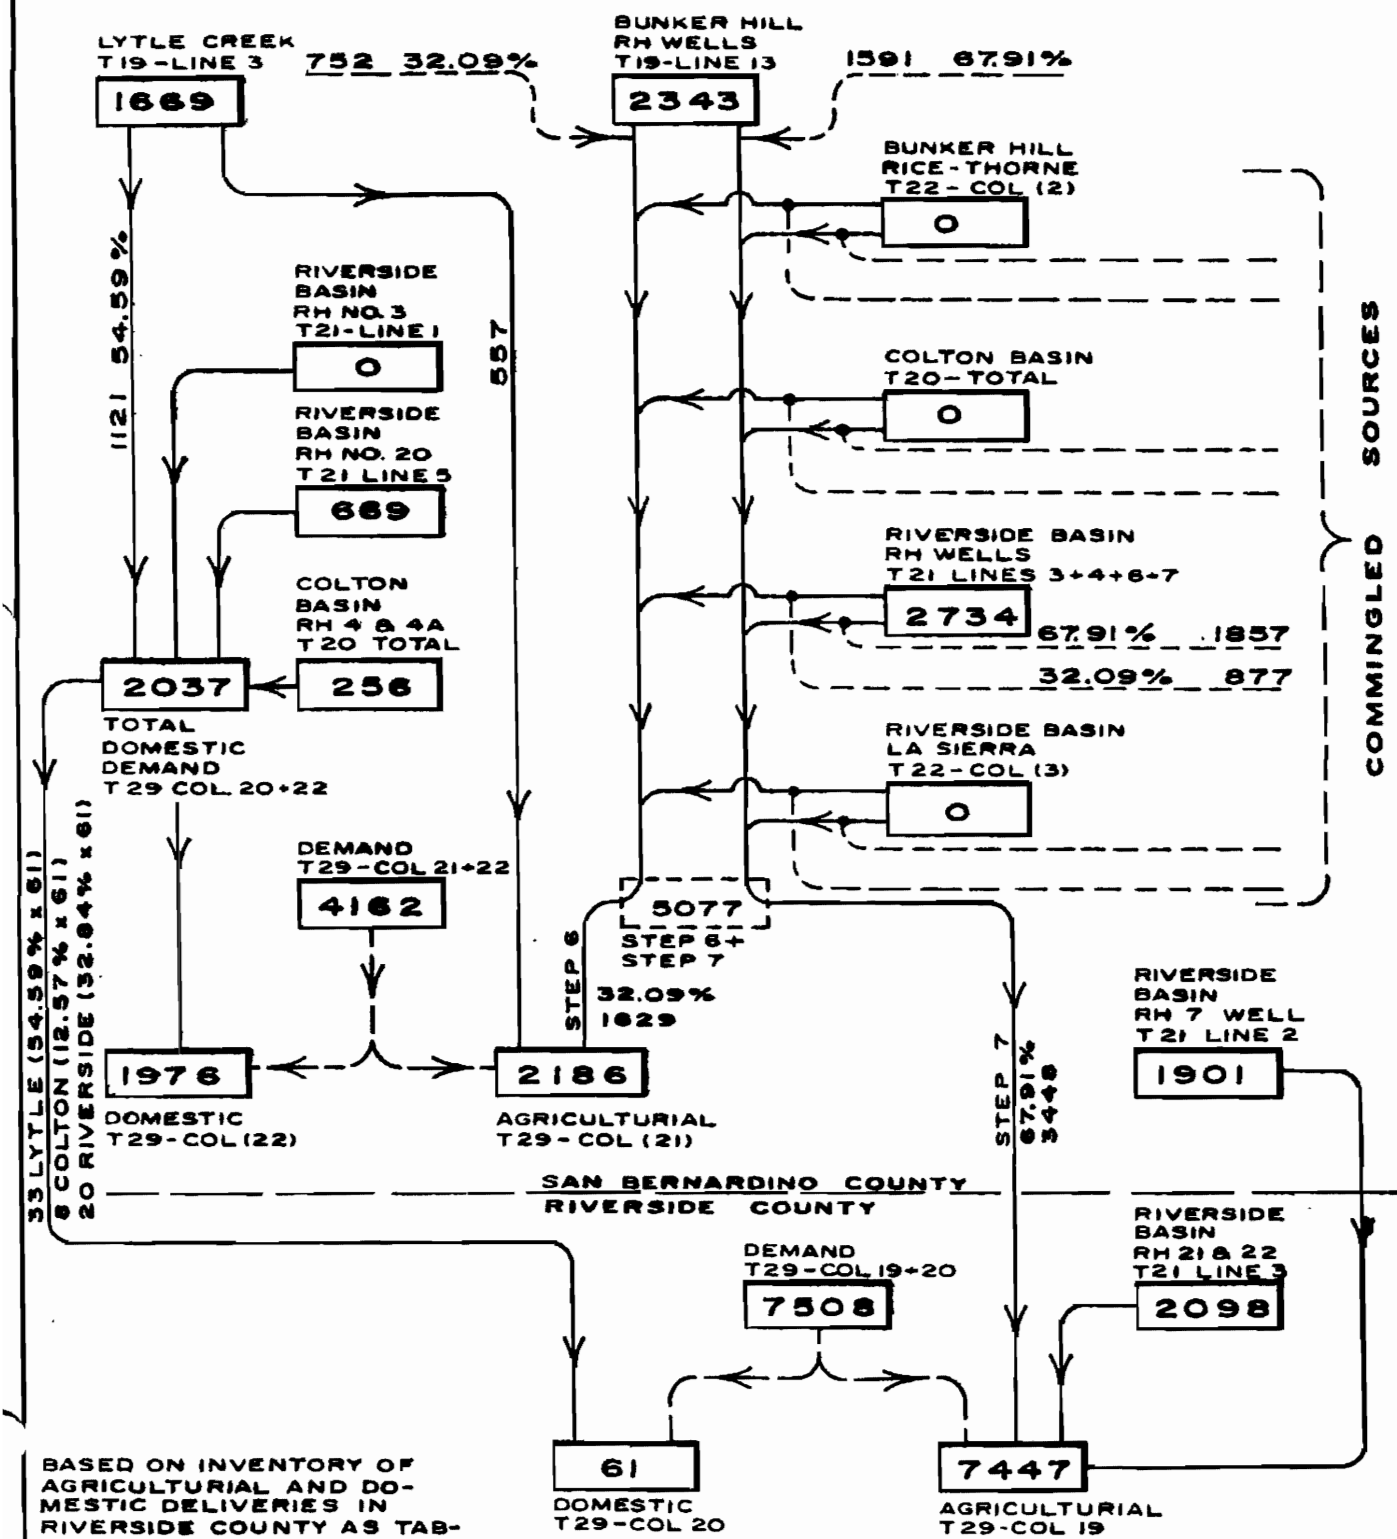 LYTLE CREEK
T19-LINE 3
1669
752 32.09%
BUNKER HILL
RH WELLS
T19-LINE 13
2343
1591 67.91%
BUNKER HILL
RICE-THORNE
T22-COL (2)
0
RIVERSIDE
BASIN
RH NO. 3
T21-LINE 1
0
1121 54.59%
557
COLTON BASIN
T20-TOTAL
0
RIVERSIDE
BASIN
RH NO. 20
T21 LINE 5
669
COMMINGLED SOURCES
RIVERSIDE BASIN
RH WELLS
T21 LINES 3+4+6+7
2734
67.91% 1857
32.09% 877
COLTON
BASIN
RH 4 & 4A
T20 TOTAL
256
2037
TOTAL
DOMESTIC
DEMAND
T29 COL. 20+22
RIVERSIDE BASIN
LA SIERRA
T22-COL (3)
0
DEMAND
T29-COL 21+22
4162
5077
STEP 6+
STEP 7
STEP 6
32.09%
1629
33 LYTLE (54.59% x 61)
8 COLTON (12.57% x 61)
20 RIVERSIDE (32.84% x 61)
1976
DOMESTIC
T29-COL (22)
2186
AGRICULTURIAL
T29-COL (21)
STEP 7
67.91%
3448
RIVERSIDE
BASIN
RH 7 WELL
T21 LINE 2
1901
SAN BERNARDINO COUNTY
RIVERSIDE COUNTY
RIVERSIDE
BASIN
RH 21 & 22
T21 LINE 3
2098
DEMAND
T29-COL 19+20
7508
61
DOMESTIC
T29-COL 20
7447
AGRICULTURIAL
T29-COL 19
BASED ON INVENTORY OF
AGRICULTURIAL AND DO-
MESTIC DELIVERIES IN
RIVERSIDE COUNTY AS TAB-